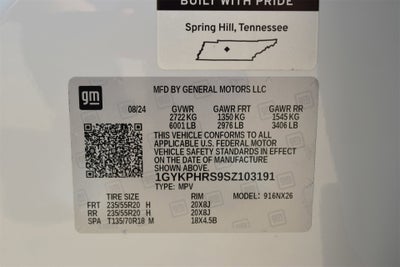 BUILT WITH PRIDE
Spring Hill, Tennessee
gm
MFD BY GENERAL MOTORS LLC
08/24 GVWR GAWR FRT GAWR RR
2722 KG 1350 KG 1545 KG
6001 LB 2976 LB 3406 LB
THIS VEHICLE CONFORMS TO ALL
APPLICABLE U.S. FEDERAL MOTOR
VEHICLE SAFETY STANDARDS IN EFFECT
ON THE DATE OF MANUFACTURE
SHOWN ABOVE.
1GYKPHRS9SZ103191
TYPE: MPV
TIRE SIZE RIM MODEL: 916NX26
FRT 235/55R20 H 20X8J
RR 235/55R20 H 20X8J
SPA T135/70R18 M 18X4.5B